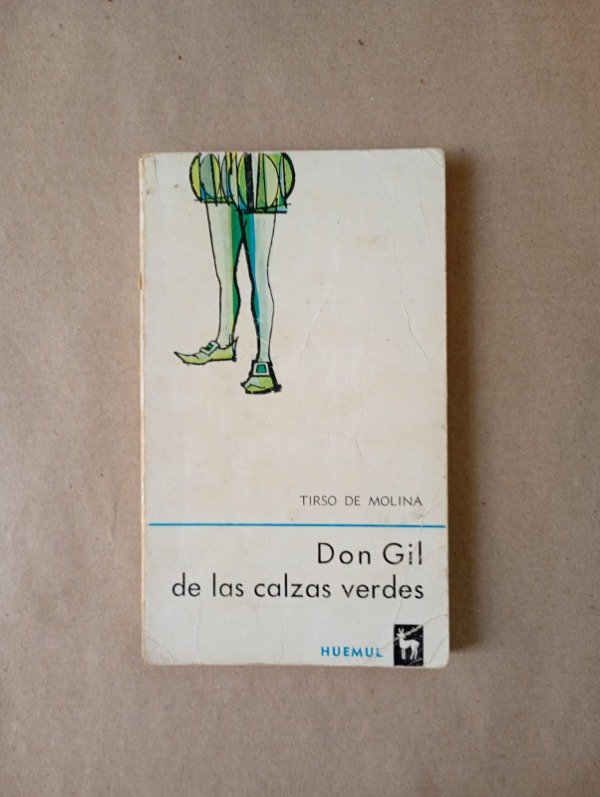 TIRSO DE MOLINA
Don Gil
de las calzas verdes
HUEMUL